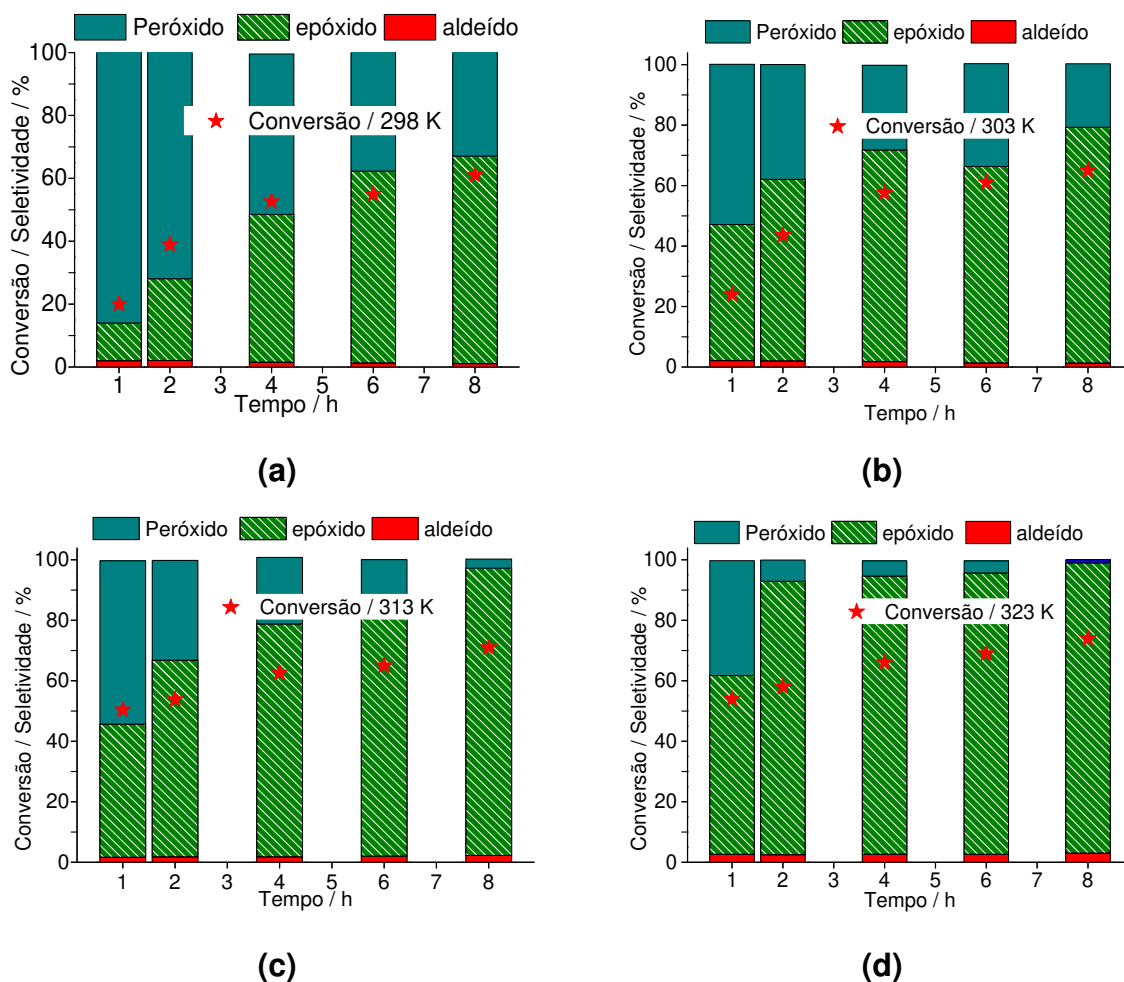 Peróxido epóxido aldeído
Conversão / Seletividade / %
100
80
60
40
20
0
Conversão / 298 K
1 2 3 4 5 6 7 8
Tempo / h
(a)
Peróxido epóxido aldeído
Conversão / Seletividade / %
100
80
60
40
20
0
Conversão / 303 K
1 2 3 4 5 6 7 8
Tempo / h
(b)
Peróxido epóxido aldeído
Conversão / Seletividade / %
100
80
60
40
20
0
Conversão / 313 K
1 2 3 4 5 6 7 8
Tempo / h
(c)
Peróxido epóxido aldeído
Conversão / Seletividade / %
100
80
60
40
20
0
Conversão / 323 K
1 2 3 4 5 6 7 8
Tempo / h
(d)